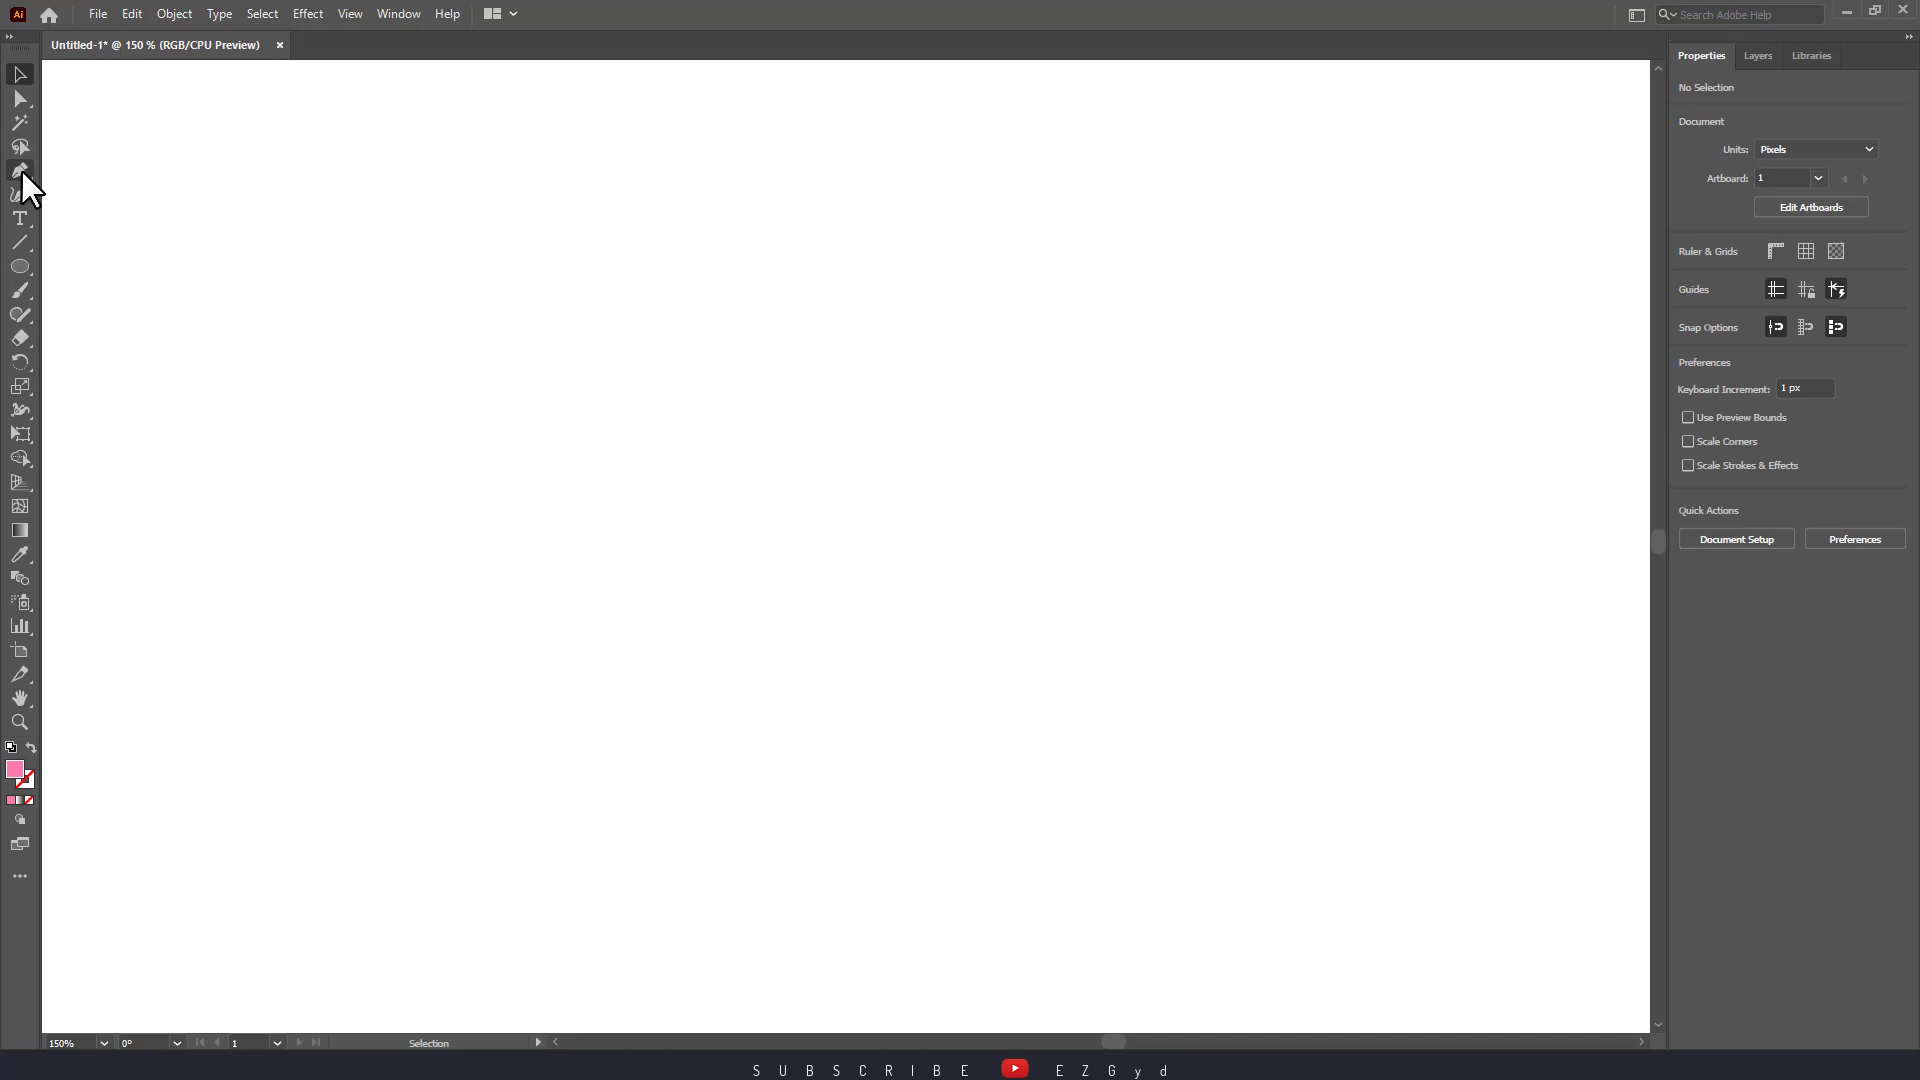 Ai File Edit Object Type Select Effect View Window Help Search Adobe Help
Untitled-1* @ 150 % (RGB/CPU Preview)
Properties Layers Libraries
No Selection
Document
Units: Pixels
Artboard: 1
Edit Artboards
Ruler & Grids
Guides
Snap Options
Preferences
Keyboard Increment: 1 px
Use Preview Bounds
Scale Corners
Scale Strokes & Effects
Quick Actions
Document Setup Preferences
150% 0° 1 Selection
SUBSCRIBE EZGyd